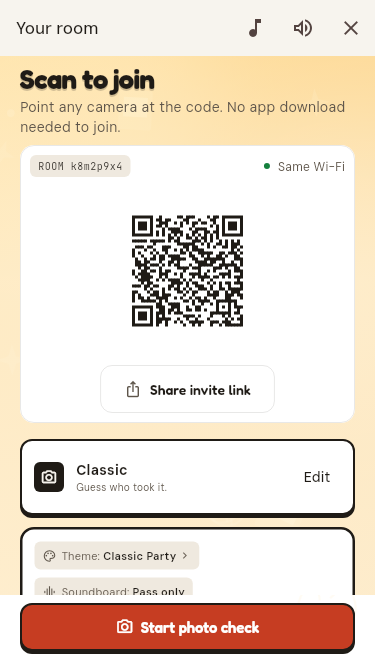 Your room
Scan to join
Point any camera at the code. No app download
needed to join.
ROOM k8m2p9x4
Same Wi-Fi
Share invite link
Classic
Guess who took it.
Edit
Theme: Classic Party
Soundboard: Pass only
Start photo check